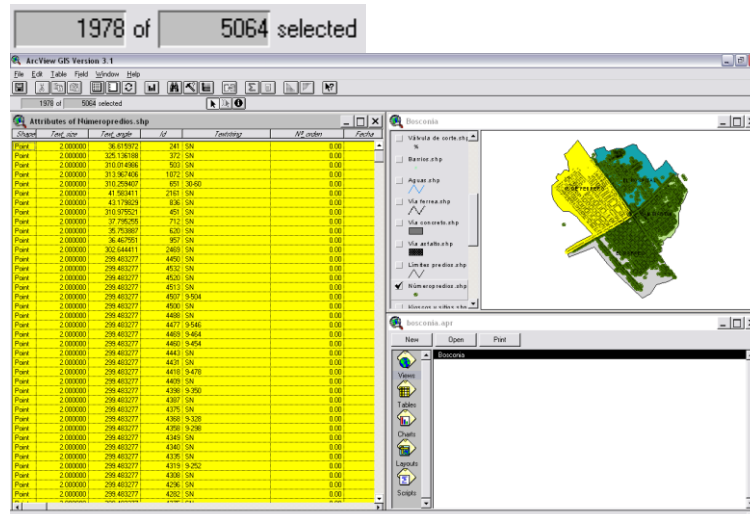 1978 of 5064 selected
ArcView GIS Version 3.1
File Edit Table Field Window Help
1978 of 5064 selected
Attributes of Númeropredios.shp
Shape Text_size Text_angle Id Textstring Nº_orden Fecha
Point 2.000000 36.615972 241 SN 0.00
Point 2.000000 325.136188 372 SN 0.00
Point 2.000000 310.014986 503 SN 0.00
Point 2.000000 313.967406 1072 SN 0.00
Point 2.000000 310.259407 651 30-60 0.00
Point 2.000000 41.583411 2161 SN 0.00
Point 2.000000 43.179829 836 SN 0.00
Point 2.000000 310.975521 451 SN 0.00
Point 2.000000 37.795255 712 SN 0.00
Point 2.000000 35.753887 620 SN 0.00
Point 2.000000 36.467551 957 SN 0.00
Point 2.000000 302.644411 2469 SN 0.00
Point 2.000000 299.483277 4450 SN 0.00
Point 2.000000 299.483277 4532 SN 0.00
Point 2.000000 299.483277 4520 SN 0.00
Point 2.000000 299.483277 4513 SN 0.00
Point 2.000000 299.483277 4507 9-504 0.00
Point 2.000000 299.483277 4500 SN 0.00
Point 2.000000 299.483277 4488 SN 0.00
Point 2.000000 299.483277 4477 9-546 0.00
Point 2.000000 299.483277 4469 9-464 0.00
Point 2.000000 299.483277 4460 9-454 0.00
Point 2.000000 299.483277 4443 SN 0.00
Point 2.000000 299.483277 4431 SN 0.00
Point 2.000000 299.483277 4418 9-478 0.00
Point 2.000000 299.483277 4409 SN 0.00
Point 2.000000 299.483277 4398 9-350 0.00
Point 2.000000 299.483277 4387 SN 0.00
Point 2.000000 299.483277 4375 SN 0.00
Point 2.000000 299.483277 4368 9-328 0.00
Point 2.000000 299.483277 4358 9-298 0.00
Point 2.000000 299.483277 4349 SN 0.00
Point 2.000000 299.483277 4340 SN 0.00
Point 2.000000 299.483277 4335 SN 0.00
Point 2.000000 299.483277 4319 9-252 0.00
Point 2.000000 299.483277 4308 SN 0.00
Point 2.000000 299.483277 4296 SN 0.00
Point 2.000000 299.483277 4282 SN 0.00
Bosconia
Válvula de corte.shp
Barrios.shp
Aguas.shp
Via ferrea.shp
Via concreto.shp
Via asfalto.shp
Limites predios.shp
Númeropredios.shp
bosconia.apr
New Open Print
Bosconia
Views
Tables
Charts
Layouts
Scripts